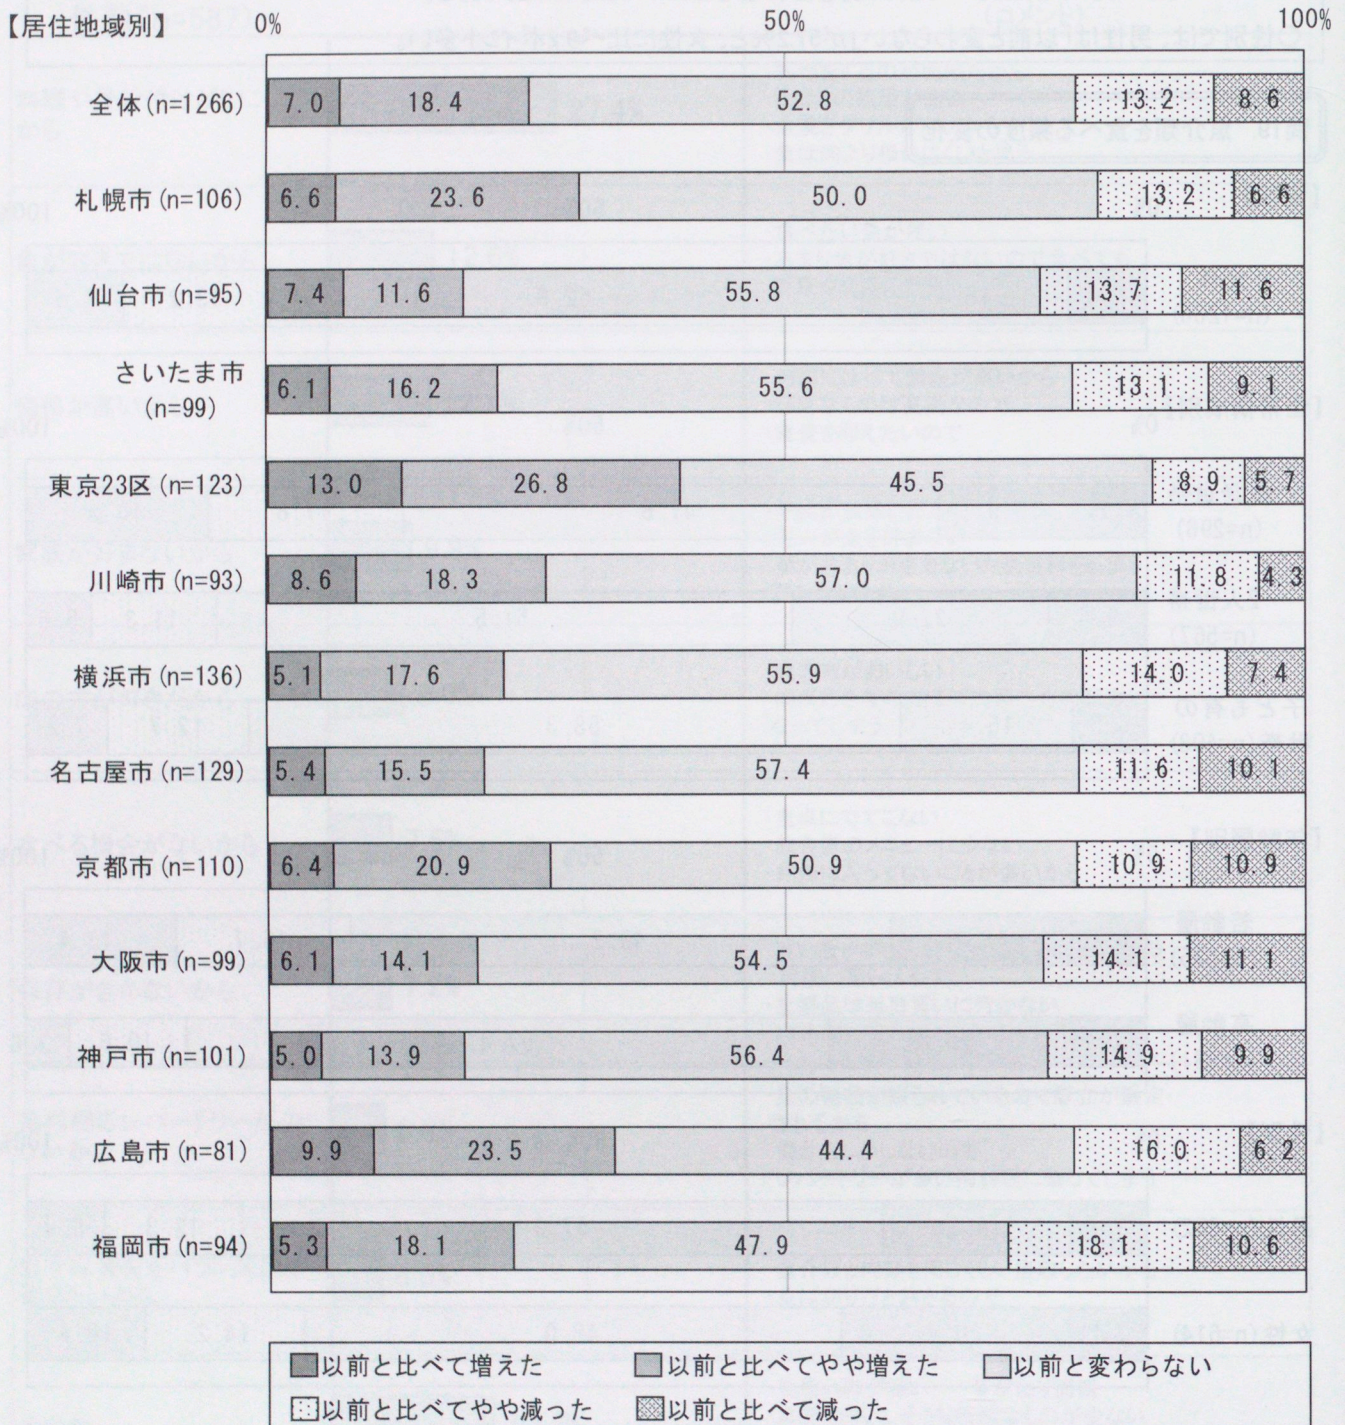 【居住地域別】 0% 50% 100%
全体(n=1266) 7.0 18.4 52.8 13.2 8.6
札幌市(n=106) 6.6 23.6 50.0 13.2 6.6
仙台市(n=95) 7.4 11.6 55.8 13.7 11.6
さいたま市
(n=99) 6.1 16.2 55.6 13.1 9.1
東京23区(n=123) 13.0 26.8 45.5 8.9 5.7
川崎市(n=93) 8.6 18.3 57.0 11.8 4.3
横浜市(n=136) 5.1 17.6 55.9 14.0 7.4
名古屋市(n=129) 5.4 15.5 57.4 11.6 10.1
京都市(n=110) 6.4 20.9 50.9 10.9 10.9
大阪市(n=99) 6.1 14.1 54.5 14.1 11.1
神戸市(n=101) 5.0 13.9 56.4 14.9 9.9
広島市(n=81) 9.9 23.5 44.4 16.0 6.2
福岡市(n=94) 5.3 18.1 47.9 18.1 10.6
以前と比べて増えた 以前と比べてやや増えた 以前と変わらない
以前と比べてやや減った 以前と比べて減った